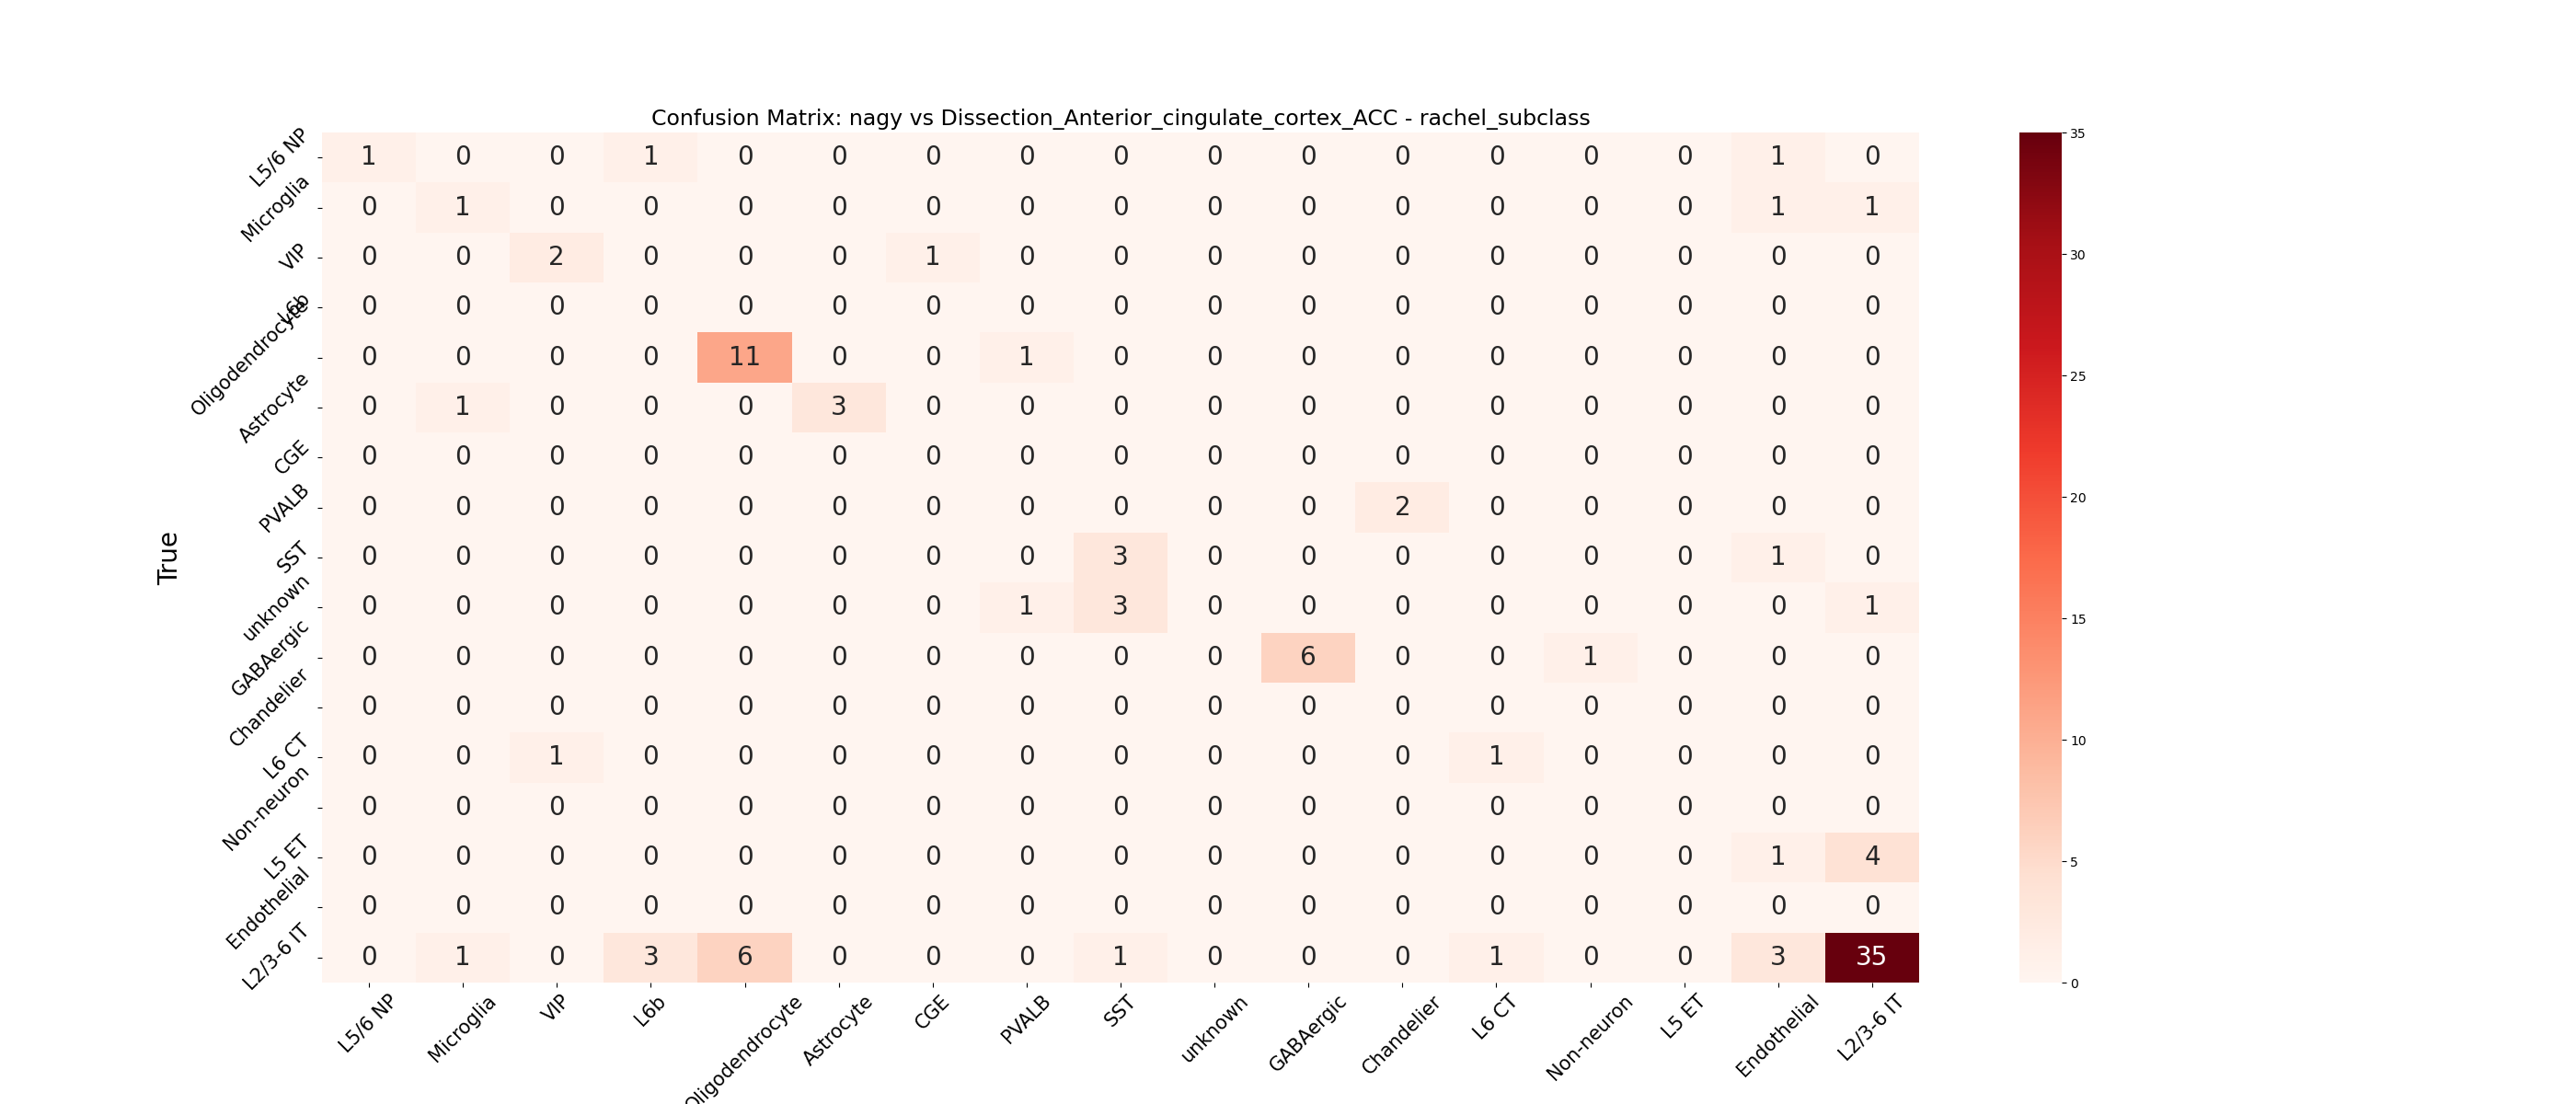 Confusion Matrix: nagy vs Dissection_Anterior_cingulate_cortex_ACC - rachel_subclass
True
L5/6 NP 1 0 0 1 0 0 0 0 0 0 0 0 0 0 0 1 0
Microglia 0 1 0 0 0 0 0 0 0 0 0 0 0 0 0 1 1
VIP 0 0 2 0 0 0 1 0 0 0 0 0 0 0 0 0 0
L6b 0 0 0 0 0 0 0 0 0 0 0 0 0 0 0 0 0
Oligodendrocyte 0 0 0 0 11 0 0 1 0 0 0 0 0 0 0 0 0
Astrocyte 0 1 0 0 0 3 0 0 0 0 0 0 0 0 0 0 0
CGE 0 0 0 0 0 0 0 0 0 0 0 0 0 0 0 0 0
PVALB 0 0 0 0 0 0 0 0 0 0 0 2 0 0 0 0 0
SST 0 0 0 0 0 0 0 0 3 0 0 0 0 0 0 1 0
unknown 0 0 0 0 0 0 0 1 3 0 0 0 0 0 0 0 1
GABAergic 0 0 0 0 0 0 0 0 0 0 6 0 0 1 0 0 0
Chandelier 0 0 0 0 0 0 0 0 0 0 0 0 0 0 0 0 0
L6 CT 0 0 1 0 0 0 0 0 0 0 0 0 1 0 0 0 0
Non-neuron 0 0 0 0 0 0 0 0 0 0 0 0 0 0 0 0 0
L5 ET 0 0 0 0 0 0 0 0 0 0 0 0 0 0 0 1 4
Endothelial 0 0 0 0 0 0 0 0 0 0 0 0 0 0 0 0 0
L2/3-6 IT 0 1 0 3 6 0 0 0 1 0 0 0 1 0 0 3 35
L5/6 NP Microglia VIP L6b Oligodendrocyte Astrocyte CGE PVALB SST unknown GABAergic Chandelier L6 CT Non-neuron L5 ET Endothelial L2/3-6 IT
35
30
25
20
15
10
5
0